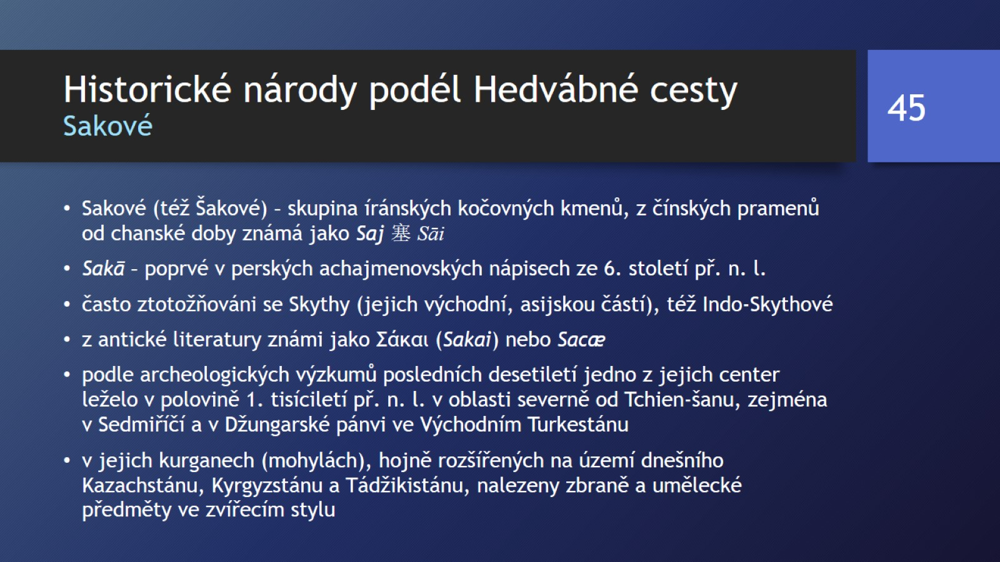 Historické národy podél Hedvábné cesty
Sakové
45
• Sakové (též Šakové) – skupina íránských kočovných kmenů, z čínských pramenů
od chanské doby známá jako Saj 塞 Sāi
• Sakā – poprvé v perských achajmenovských nápisech ze 6. století př. n. l.
• často ztotožňováni se Skythy (jejich východní, asijskou částí), též Indo-Skythové
• z antické literatury známi jako Σάκαι (Sakai) nebo Sacæ
• podle archeologických výzkumů posledních desetiletí jedno z jejich center
leželo v polovině 1. tisíciletí př. n. l. v oblasti severně od Tchien-šanu, zejména
v Sedmiříčí a v Džungarské pánvi ve Východním Turkestánu
• v jejich kurganech (mohylách), hojně rozšířených na území dnešního
Kazachstánu, Kyrgyzstánu a Tádžikistánu, nalezeny zbraně a umělecké
předměty ve zvířecím stylu